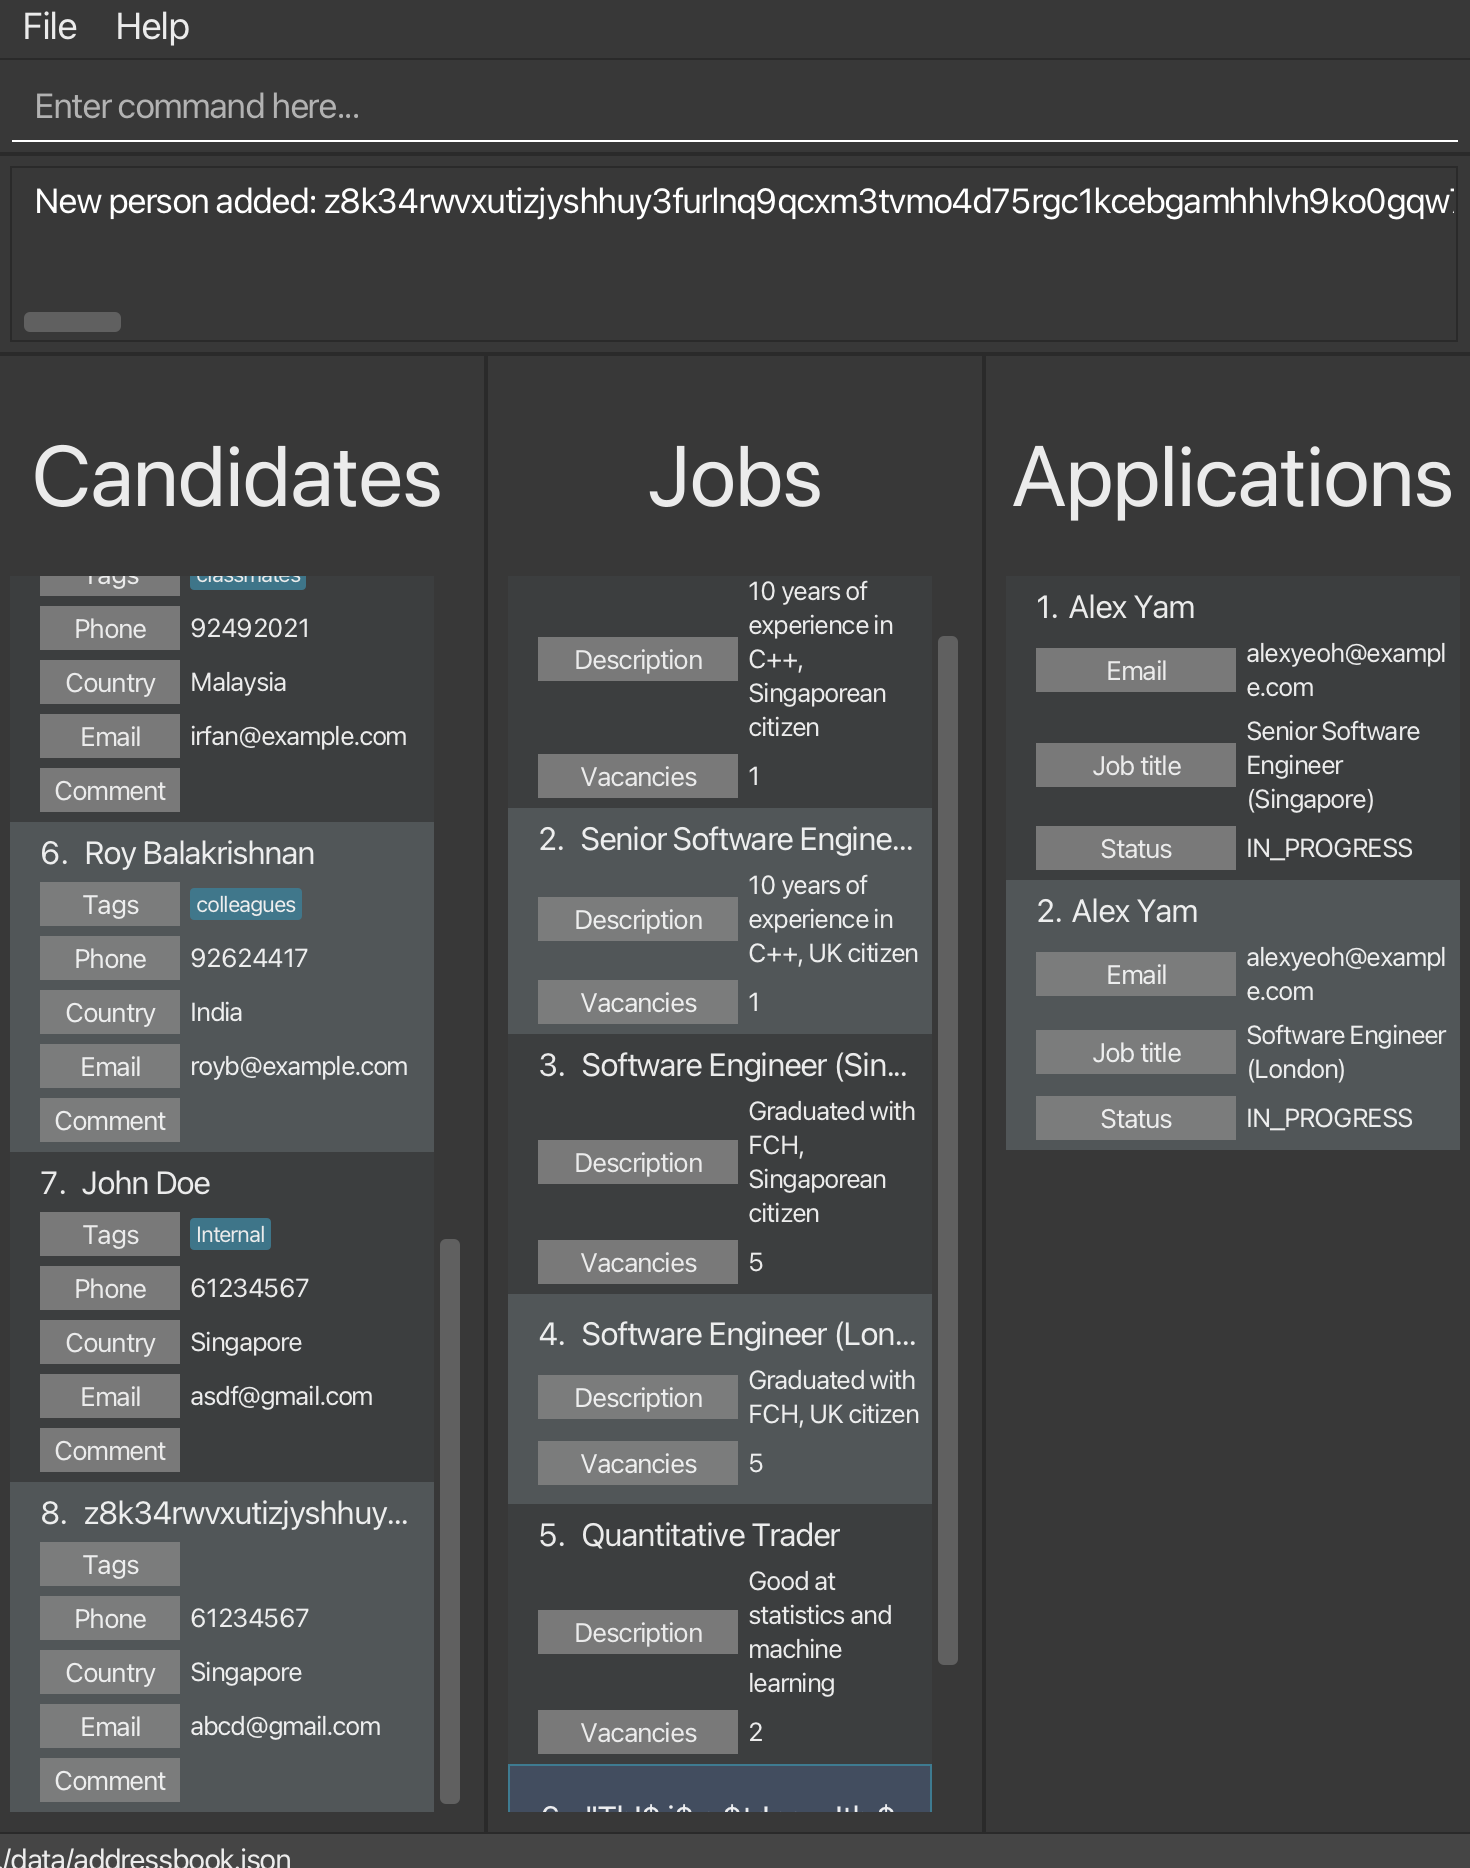 File Help
Enter command here...
New person added: z8k34rwvxutizjyshhuy3furlnq9qcxm3tvmo4d75rgc1kcebgamhhlvh9ko0gqw
Candidates
Tags classmates
Phone 92492021
Country Malaysia
Email irfan@example.com
Comment
6. Roy Balakrishnan
Tags colleagues
Phone 92624417
Country India
Email royb@example.com
Comment
7. John Doe
Tags Internal
Phone 61234567
Country Singapore
Email asdf@gmail.com
Comment
8. z8k34rwvxutizjyshhuy...
Tags
Phone 61234567
Country Singapore
Email abcd@gmail.com
Comment
Jobs
10 years of
experience in
Description C++,
Singaporean
citizen
Vacancies 1
2. Senior Software Engine...
10 years of
Description experience in
C++, UK citizen
Vacancies 1
3. Software Engineer (Sin...
Graduated with
FCH,
Description Singaporean
citizen
Vacancies 5
4. Software Engineer (Lon...
Description Graduated with
FCH, UK citizen
Vacancies 5
5. Quantitative Trader
Good at
statistics and
Description machine
learning
Vacancies 2
Applications
1. Alex Yam
Email alexyeoh@exampl
e.com
Senior Software
Job title Engineer
(Singapore)
Status IN_PROGRESS
2. Alex Yam
Email alexyeoh@exampl
e.com
Job title Software Engineer
(London)
Status IN_PROGRESS
/data/addressbook.json